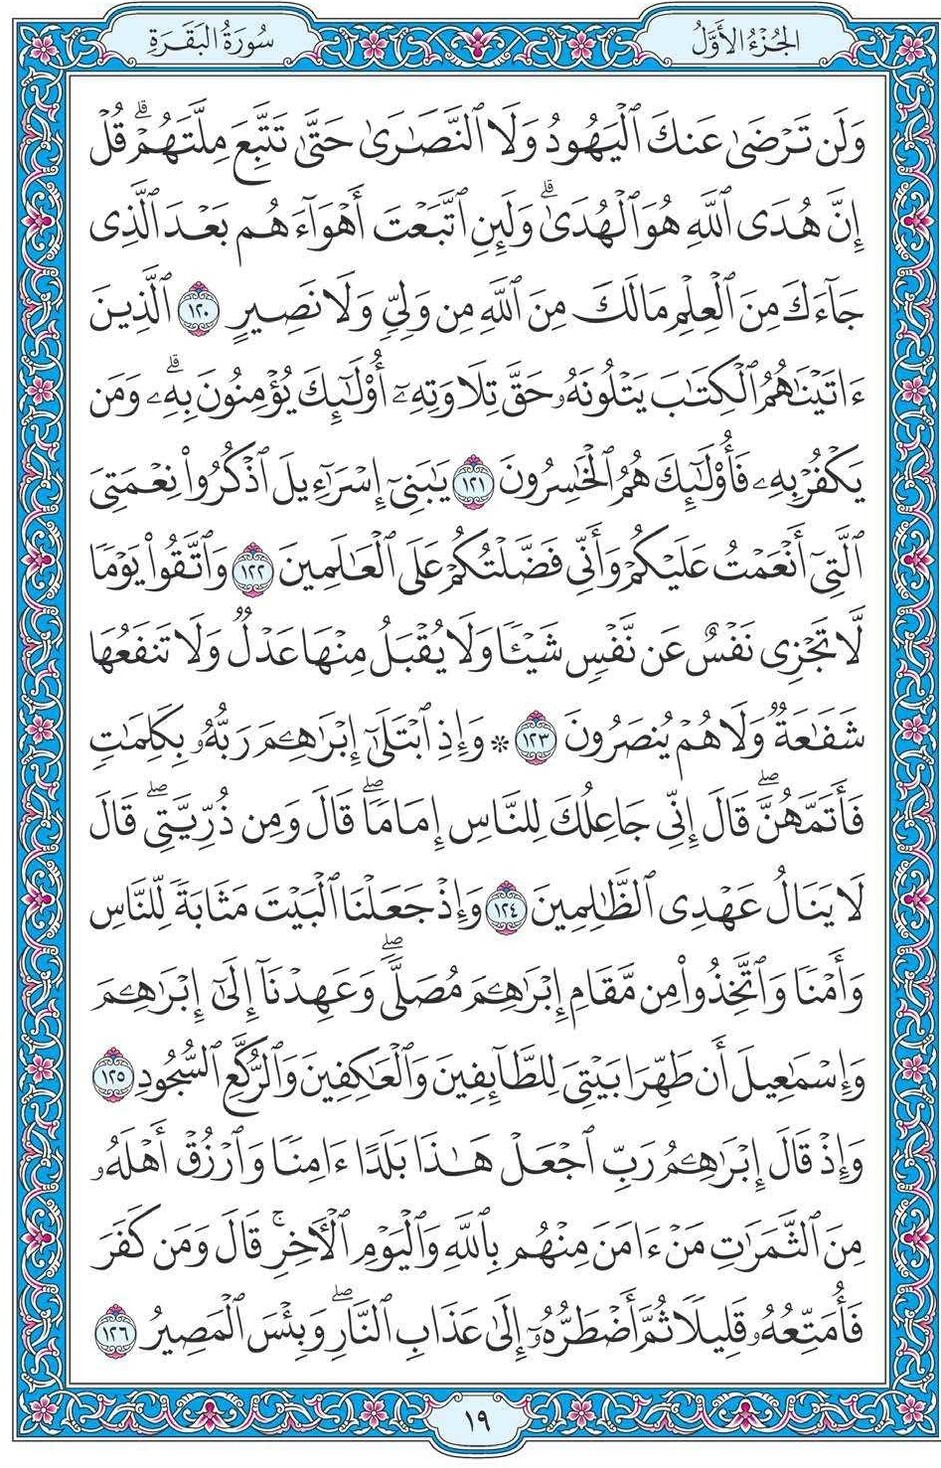 الجُزْءُ الأَوَّلُ
سُورَةُ البَقَرَةِ
وَلَن تَرْضَىٰ عَنكَ ٱلْيَهُودُ وَلَا ٱلنَّصَٰرَىٰ حَتَّىٰ تَتَّبِعَ مِلَّتَهُمْ ۗ قُلْ
إِنَّ هُدَى ٱللَّهِ هُوَ ٱلْهُدَىٰ ۗ وَلَئِنِ ٱتَّبَعْتَ أَهْوَآءَهُم بَعْدَ ٱلَّذِى
جَآءَكَ مِنَ ٱلْعِلْمِ مَا لَكَ مِنَ ٱللَّهِ مِن وَلِىٍّ وَلَا نَصِيرٍ ١٢٠ ٱلَّذِينَ
ءَاتَيْنَٰهُمُ ٱلْكِتَٰبَ يَتْلُونَهُۥ حَقَّ تِلَاوَتِهِۦٓ أُو۟لَٰٓئِكَ يُؤْمِنُونَ بِهِۦ ۗ وَمَن
يَكْفُرْ بِهِۦ فَأُو۟لَٰٓئِكَ هُمُ ٱلْخَٰسِرُونَ ١٢١ يَٰبَنِىٓ إِسْرَٰٓءِيلَ ٱذْكُرُوا۟ نِعْمَتِىَ
ٱلَّتِىٓ أَنْعَمْتُ عَلَيْكُمْ وَأَنِّى فَضَّلْتُكُمْ عَلَى ٱلْعَٰلَمِينَ ١٢٢ وَٱتَّقُوا۟ يَوْمًا
لَّا تَجْزِى نَفْسٌ عَن نَّفْسٍ شَيْـًٔا وَلَا يُقْبَلُ مِنْهَا عَدْلٌ وَلَا تَنفَعُهَا
شَفَٰعَةٌ وَلَا هُمْ يُنصَرُونَ ١٢٣ * وَإِذِ ٱبْتَلَىٰٓ إِبْرَٰهِۦمَ رَبُّهُۥ بِكَلِمَٰتٍ
فَأَتَمَّهُنَّ ۖ قَالَ إِنِّى جَاعِلُكَ لِلنَّاسِ إِمَامًا ۖ قَالَ وَمِن ذُرِّيَّتِى ۖ قَالَ
لَا يَنَالُ عَهْدِى ٱلظَّٰلِمِينَ ١٢٤ وَإِذْ جَعَلْنَا ٱلْبَيْتَ مَثَابَةً لِّلنَّاسِ
وَأَمْنًا وَٱتَّخِذُوا۟ مِن مَّقَامِ إِبْرَٰهِۦمَ مُصَلًّى ۖ وَعَهِدْنَآ إِلَىٰٓ إِبْرَٰهِۦمَ
وَإِسْمَٰعِيلَ أَن طَهِّرَا بَيْتِىَ لِلطَّآئِفِينَ وَٱلْعَٰكِفِينَ وَٱلرُّكَّعِ ٱلسُّجُودِ ١٢٥
وَإِذْ قَالَ إِبْرَٰهِۦمُ رَبِّ ٱجْعَلْ هَٰذَا بَلَدًا ءَامِنًا وَٱرْزُقْ أَهْلَهُۥ
مِنَ ٱلثَّمَرَٰتِ مَنْ ءَامَنَ مِنْهُم بِٱللَّهِ وَٱلْيَوْمِ ٱلْـَٔاخِرِ ۚ قَالَ وَمَن كَفَرَ
فَأُمَتِّعُهُۥ قَلِيلًا ثُمَّ أَضْطَرُّهُۥٓ إِلَىٰ عَذَابِ ٱلنَّارِ ۖ وَبِئْسَ ٱلْمَصِيرُ ١٢٦
١٩